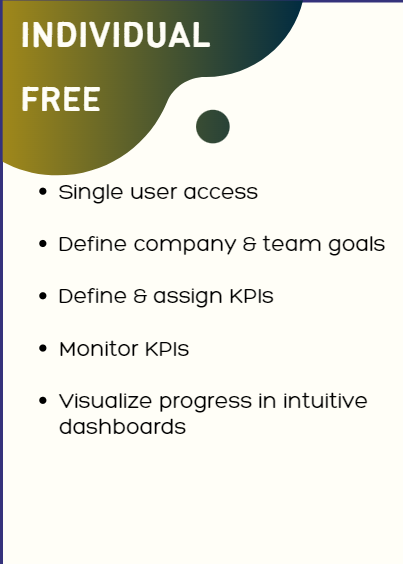 INDIVIDUAL
FREE
• Single user access
• Define company & team goals
• Define & assign KPIs
• Monitor KPIs
• Visualize progress in intuitive
dashboards